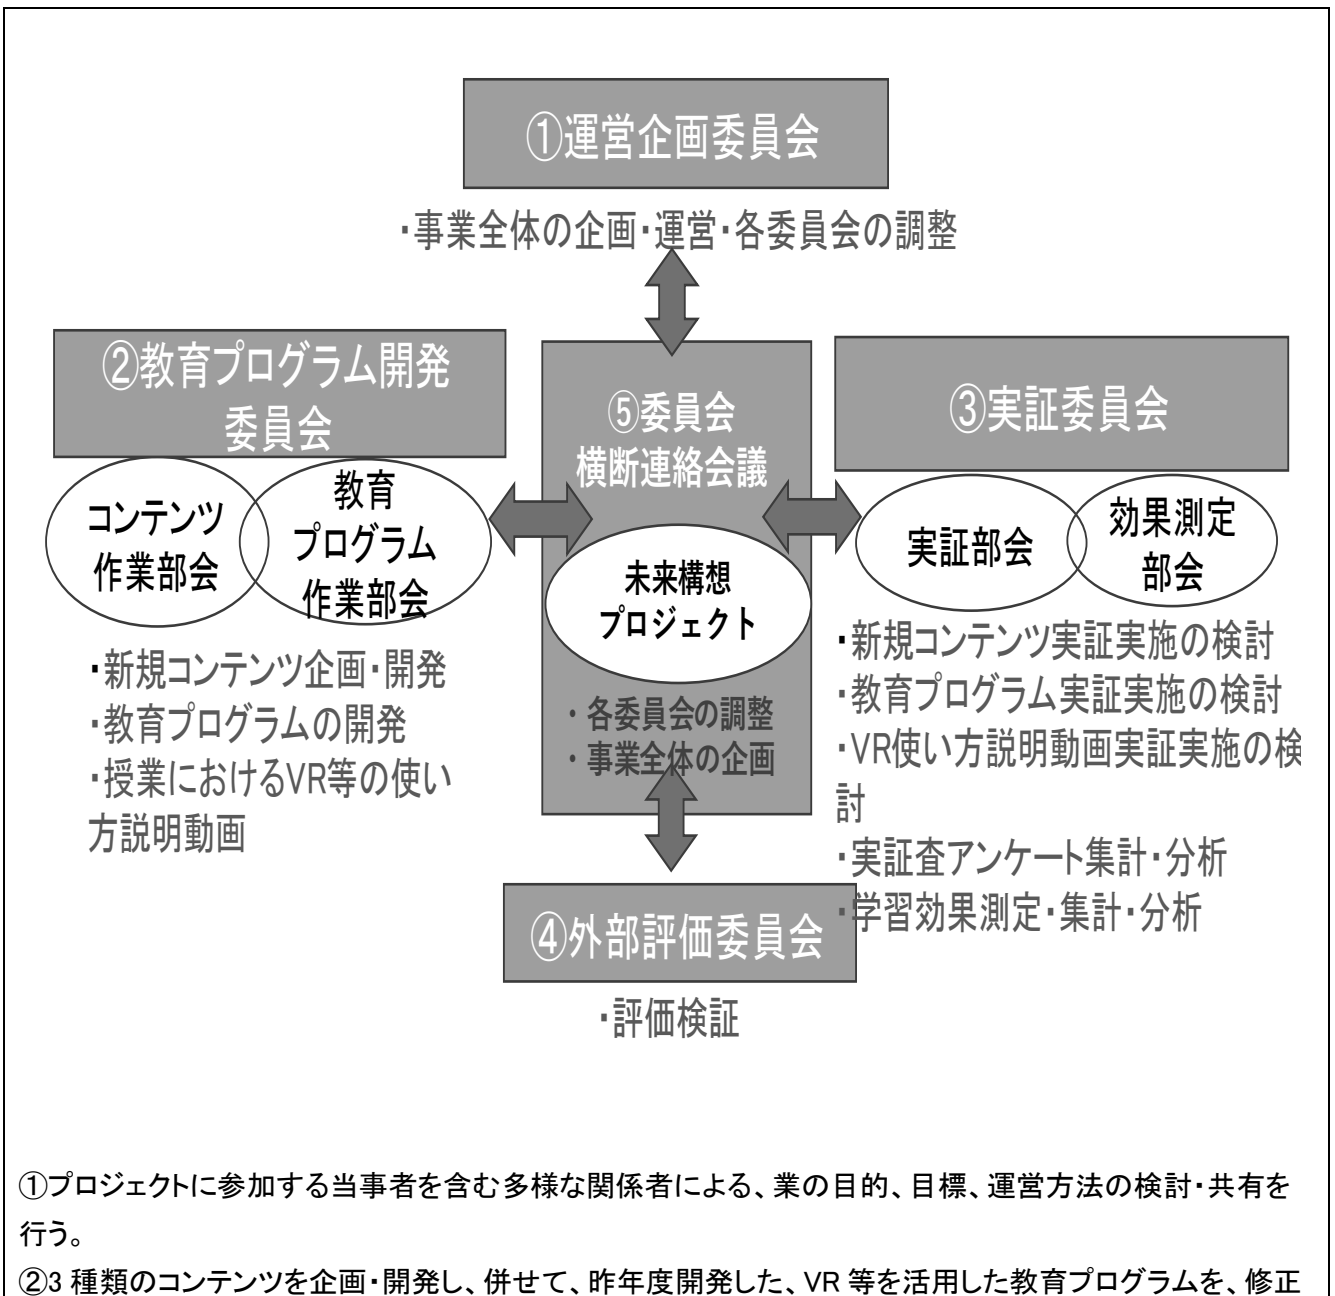 ①運営企画委員会
・事業全体の企画・運営・各委員会の調整
②教育プログラム開発
委員会
コンテンツ
作業部会
教育
プログラム
作業部会
・新規コンテンツ企画・開発
・教育プログラムの開発
・授業におけるVR等の使い
方説明動画
⑤委員会
横断連絡会議
未来構想
プロジェクト
・各委員会の調整
・事業全体の企画
③実証委員会
実証部会
効果測定
部会
・新規コンテンツ実証実施の検討
・教育プログラム実証実施の検討
・VR使い方説明動画実証実施の検
討
・実証査アンケート集計・分析
・学習効果測定・集計・分析
④外部評価委員会
・評価検証
①プロジェクトに参加する当事者を含む多様な関係者による、業の目的、目標、運営方法の検討・共有を
行う。
②3 種類のコンテンツを企画・開発し、併せて、昨年度開発した、VR 等を活用した教育プログラムを、修正